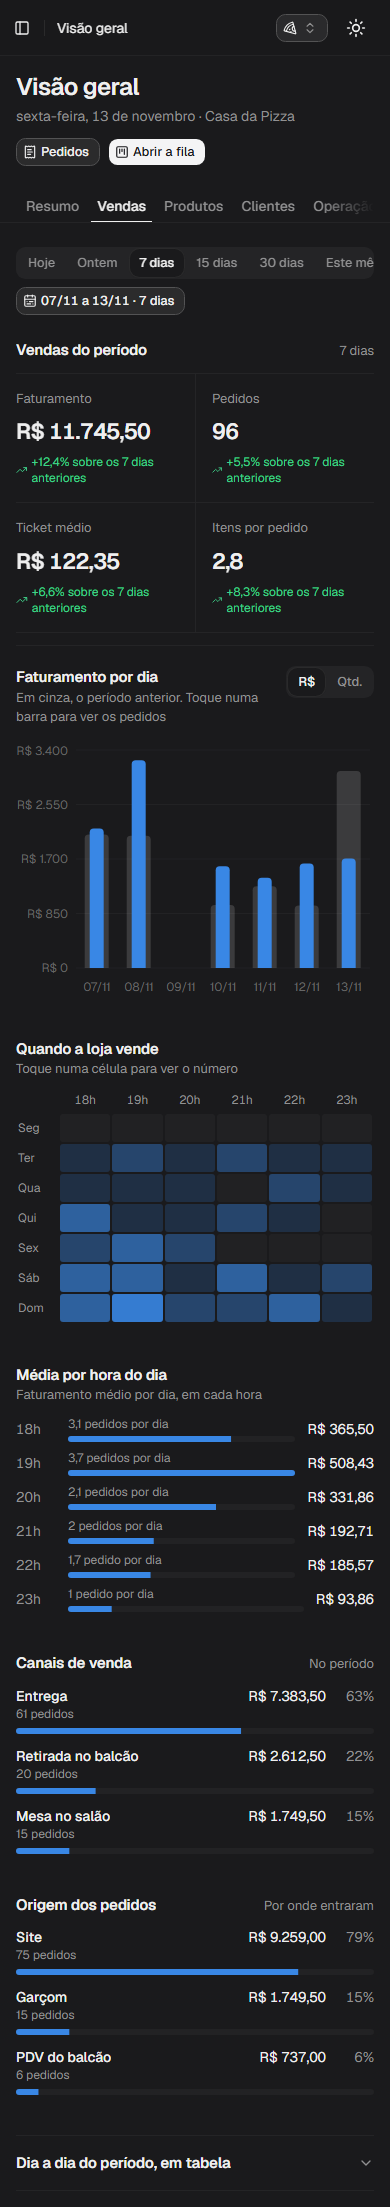 Visão geral
Visão geral
sexta-feira, 13 de novembro · Casa da Pizza
Pedidos
Abrir a fila
Resumo Vendas Produtos Clientes Operaçã
Hoje Ontem 7 dias 15 dias 30 dias Este mê
07/11 a 13/11 · 7 dias
Vendas do período 7 dias
Faturamento Pedidos
R$ 11.745,50 96
+12,4% sobre os 7 dias +5,5% sobre os 7 dias
anteriores anteriores
Ticket médio Itens por pedido
R$ 122,35 2,8
+6,6% sobre os 7 dias +8,3% sobre os 7 dias
anteriores anteriores
Faturamento por dia R$ Qtd.
Em cinza, o período anterior. Toque numa
barra para ver os pedidos
R$ 3.400
R$ 2.550
R$ 1.700
R$ 850
R$ 0
07/11 08/11 09/11 10/11 11/11 12/11 13/11
Quando a loja vende
Toque numa célula para ver o número
18h 19h 20h 21h 22h 23h
Seg
Ter
Qua
Qui
Sex
Sáb
Dom
Média por hora do dia
Faturamento médio por dia, em cada hora
18h 3,1 pedidos por dia R$ 365,50
19h 3,7 pedidos por dia R$ 508,43
20h 2,1 pedidos por dia R$ 331,86
21h 2 pedidos por dia R$ 192,71
22h 1,7 pedido por dia R$ 185,57
23h 1 pedido por dia R$ 93,86
Canais de venda No período
Entrega R$ 7.383,50 63%
61 pedidos
Retirada no balcão R$ 2.612,50 22%
20 pedidos
Mesa no salão R$ 1.749,50 15%
15 pedidos
Origem dos pedidos Por onde entraram
Site R$ 9.259,00 79%
75 pedidos
Garçom R$ 1.749,50 15%
15 pedidos
PDV do balcão R$ 737,00 6%
6 pedidos
Dia a dia do período, em tabela